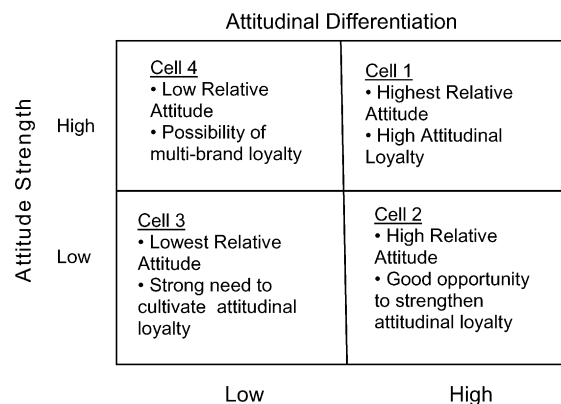 Attitudinal Differentiation
Attitude Strength
High
Cell 4
• Low Relative
Attitude
• Possibility of
multi-brand loyalty
Cell 1
• Highest Relative
Attitude
• High Attitudinal
Loyalty
Low
Cell 3
• Lowest Relative
Attitude
• Strong need to
cultivate attitudinal
loyalty
Cell 2
• High Relative
Attitude
• Good opportunity
to strengthen
attitudinal loyalty
Low
High